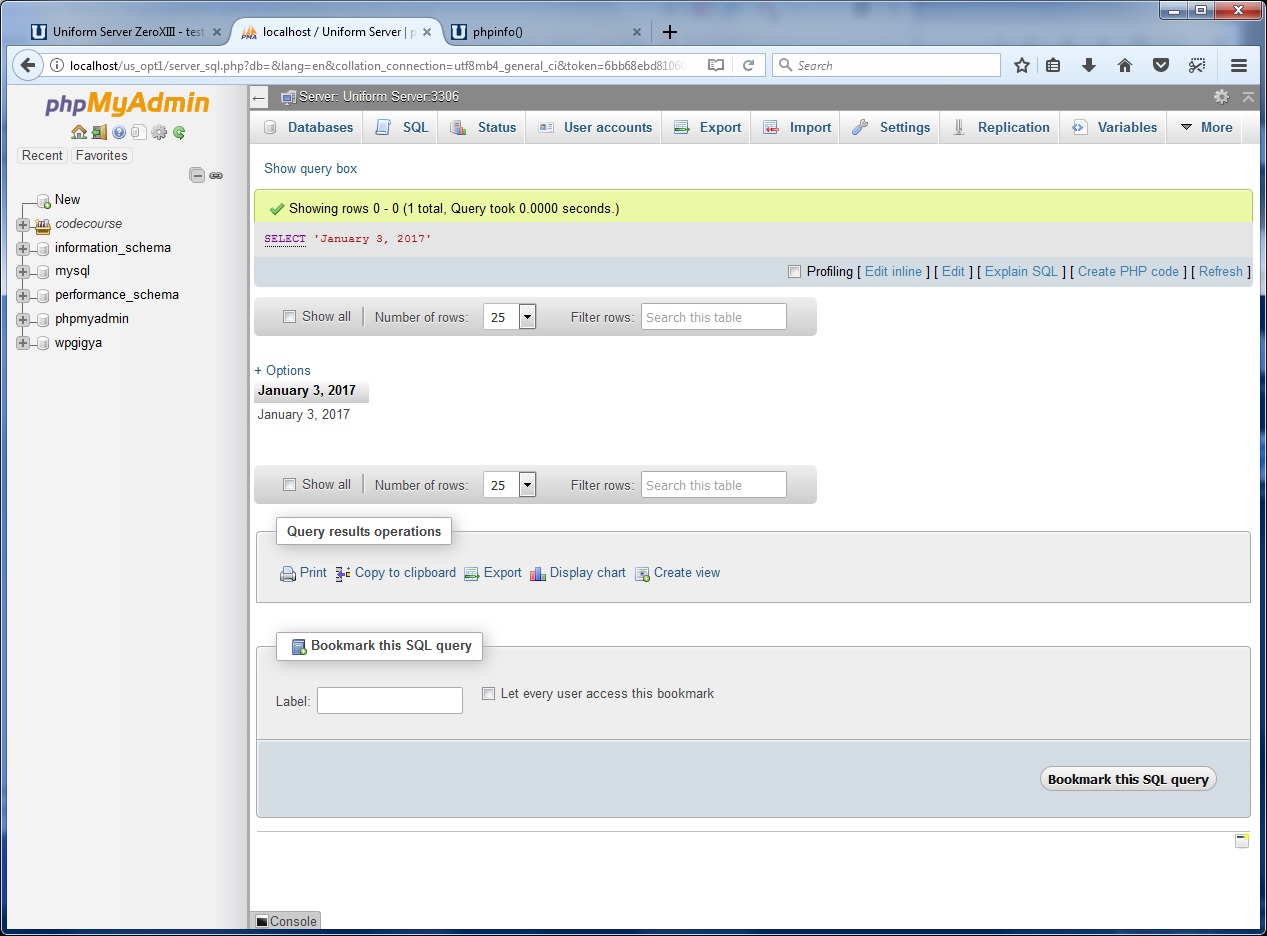 Uniform Server ZeroXIII - test
localhost / Uniform Server | p
phpinfo()
localhost/us_opt1/server_sql.php?db=&lang=en&collation_connection=utf8mb4_general_ci&token=6bb68ebd8106
Search
phpMyAdmin
Recent
Favorites
New
codecourse
information_schema
mysql
performance_schema
phpmyadmin
wpgigya
Server: Uniform Server:3306
Databases SQL Status User accounts Export Import Settings Replication Variables More
Show query box
Showing rows 0 - 0 (1 total, Query took 0.0000 seconds.)
SELECT 'January 3, 2017'
Profiling [ Edit inline ] [ Edit ] [ Explain SQL ] [ Create PHP code ] [ Refresh ]
Show all Number of rows: 25 Filter rows: Search this table
+ Options
January 3, 2017
January 3, 2017
Show all Number of rows: 25 Filter rows: Search this table
Query results operations
Print Copy to clipboard Export Display chart Create view
Bookmark this SQL query
Label: Let every user access this bookmark
Bookmark this SQL query
Console